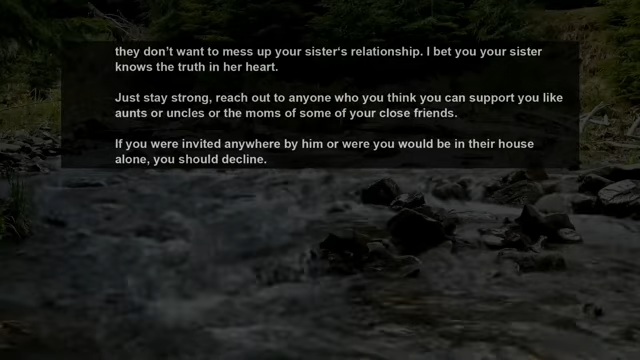 they don’t want to mess up your sister‘s relationship. I bet you your sister
knows the truth in her heart.
Just stay strong, reach out to anyone who you think you can support you like
aunts or uncles or the moms of some of your close friends.
If you were invited anywhere by him or were you would be in their house
alone, you should decline.